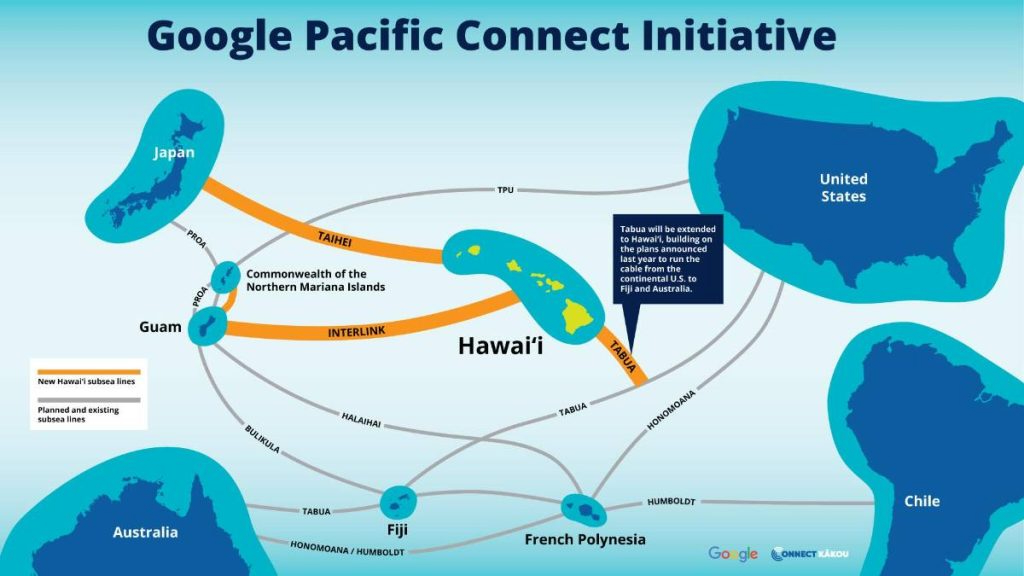 Google Pacific Connect Initiative
Japan
United
States
TPU
Tabua will be extended
to Hawai‘i, building on
the plans announced
last year to run the
cable from the
continental U.S. to
Fiji and Australia.
PROA
TAIHEI
Commonwealth of the
Northern Mariana Islands
PROA
Guam
INTERLINK
Hawai‘i
TABUA
New Hawai‘i subsea lines
Planned and existing
subsea lines
HALAIHAI
TABUA
HONOMOANA
BULIKULA
Australia
TABUA
Fiji
HUMBOLDT
Chile
French Polynesia
HONOMOANA / HUMBOLDT
Google
CONNECT KĀKOU